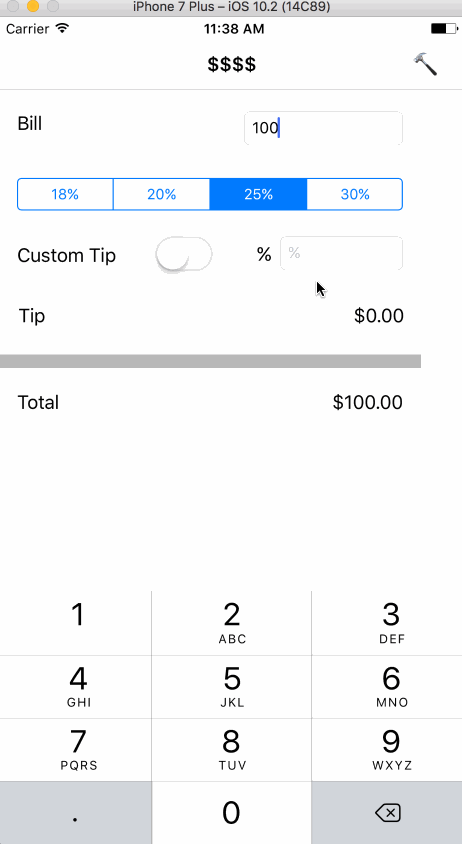 iPhone 7 Plus – iOS 10.2 (14C89)
Carrier 11:38 AM
$$$$
Bill 100
18% 20% 25% 30%
Custom Tip % %
Tip $0.00
Total $100.00
1 2 3
ABC DEF
4 5 6
GHI JKL MNO
7 8 9
PQRS TUV WXYZ
. 0